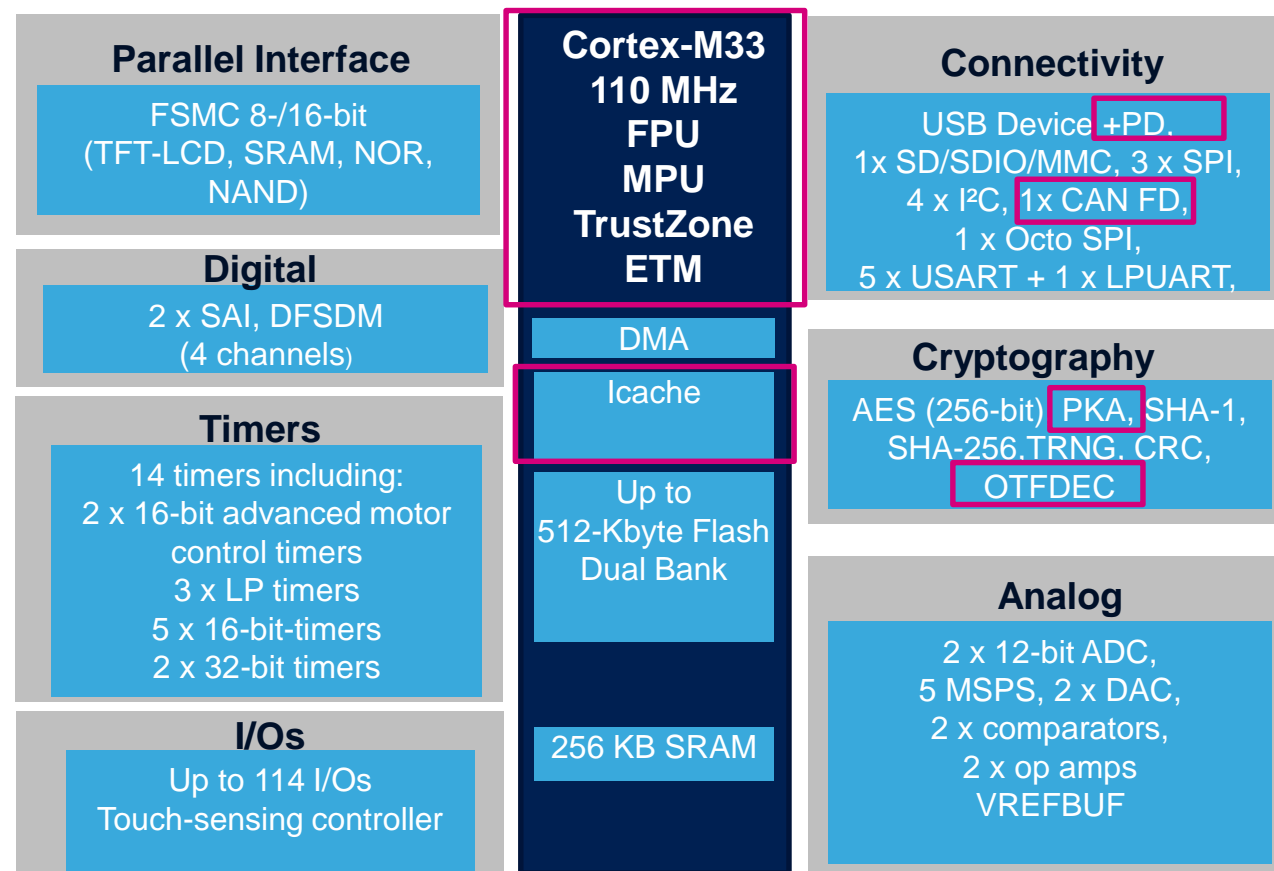 Parallel Interface
FSMC 8-/16-bit
(TFT-LCD, SRAM, NOR,
NAND)
Digital
2 x SAI, DFSDM
(4 channels)
Timers
14 timers including:
2 x 16-bit advanced motor
control timers
3 x LP timers
5 x 16-bit-timers
2 x 32-bit timers
I/Os
Up to 114 I/Os
Touch-sensing controller
Cortex-M33
110 MHz
FPU
MPU
TrustZone
ETM
DMA
Icache
Up to
512-Kbyte Flash
Dual Bank
256 KB SRAM
Connectivity
USB Device +PD,
1x SD/SDIO/MMC, 3 x SPI,
4 x I²C, 1x CAN FD,
1 x Octo SPI,
5 x USART + 1 x LPUART,
Cryptography
AES (256-bit) PKA, SHA-1,
SHA-256,TRNG, CRC,
OTFDEC
Analog
2 x 12-bit ADC,
5 MSPS, 2 x DAC,
2 x comparators,
2 x op amps
VREFBUF